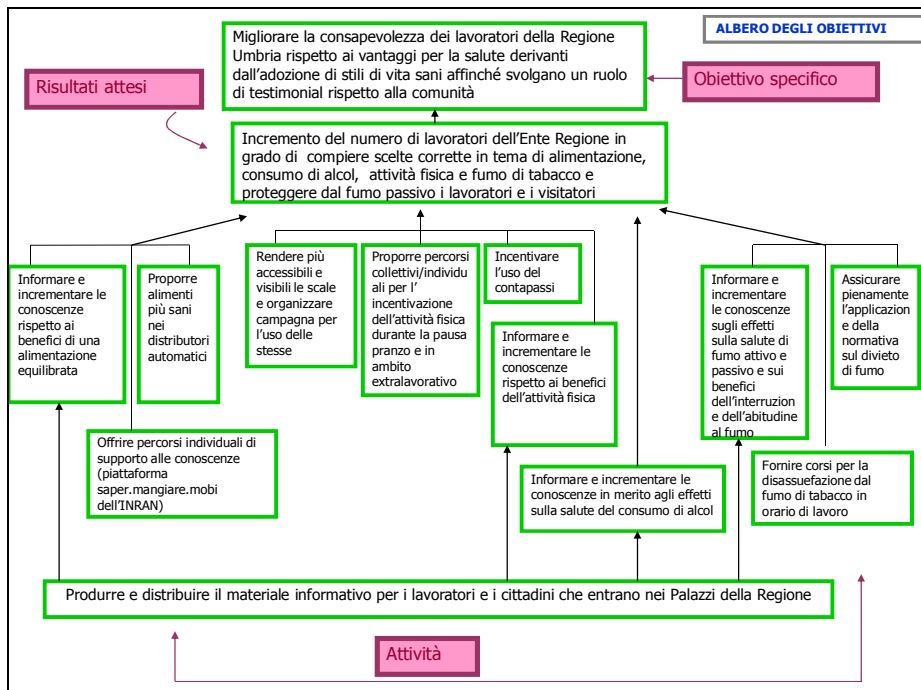 ALBERO DEGLI OBIETTIVI
Migliorare la consapevolezza dei lavoratori della Regione
Umbria rispetto ai vantaggi per la salute derivanti
dall'adozione di stili di vita sani affinché svolgano un ruolo
di testimonial rispetto alla comunità
Risultati attesi
Obiettivo specifico
Incremento del numero di lavoratori dell'Ente Regione in
grado di compiere scelte corrette in tema di alimentazione,
consumo di alcol, attività fisica e fumo di tabacco e
proteggere dal fumo passivo i lavoratori e i visitatori
Informare e
incrementare le
conoscenze
rispetto ai
benefici di una
alimentazione
equilibrata
Proporre
alimenti
più sani
nei
distributori
automatici
Rendere più
accessibili e
visibili le scale
e organizzare
campagna per
l'uso delle
stesse
Proporre percorsi
collettivi/individu
ali per l'
incentivazione
dell'attività fisica
durante la pausa
pranzo e in
ambito
extralavorativo
Incentivare
l'uso del
contapassi
Informare e
incrementare le
conoscenze
rispetto ai benefici
dell'attività fisica
Informare e
incrementare
le conoscenze
sugli effetti
sulla salute di
fumo attivo e
passivo e sui
benefici
dell'interruzion
e dell'abitudine
al fumo
Assicurare
pienamente
l'applicazion
e della
normativa
sul divieto
di fumo
Offrire percorsi individuali di
supporto alle conoscenze
(piattaforma
saper.mangiare.mobi
dell'INRAN)
Informare e incrementare le
conoscenze in merito agli effetti
sulla salute del consumo di alcol
Fornire corsi per la
disassuefazione dal
fumo di tabacco in
orario di lavoro
Produrre e distribuire il materiale informativo per i lavoratori e i cittadini che entrano nei Palazzi della Regione
Attività